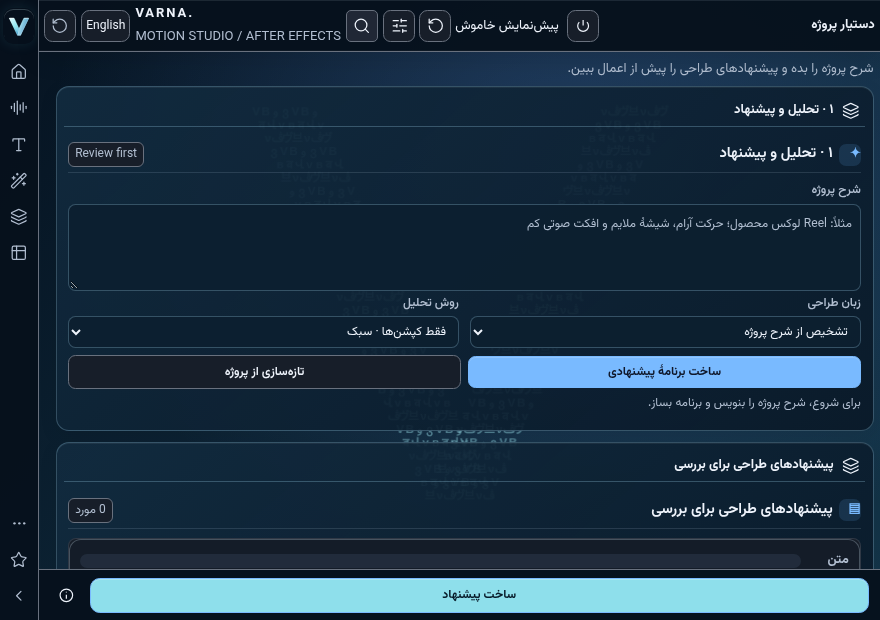 دستیار پروژه
پیش‌نمایش خاموش
VARNA.
MOTION STUDIO / AFTER EFFECTS
English
شرح پروژه را بده و پیشنهادهای طراحی را پیش از اعمال ببین.
۱ · تحلیل و پیشنهاد
۱ · تحلیل و پیشنهاد
Review first
شرح پروژه
مثلاً: Reel لوکس محصول؛ حرکت آرام، شیشهٔ ملایم و افکت صوتی کم
زبان طراحی
روش تحلیل
تشخیص از شرح پروژه
فقط کپشن‌ها · سبک
ساخت برنامهٔ پیشنهادی
تازه‌سازی از پروژه
برای شروع، شرح پروژه را بنویس و برنامه بساز.
پیشنهادهای طراحی برای بررسی
پیشنهادهای طراحی برای بررسی
0 مورد
متن
ساخت پیشنهاد